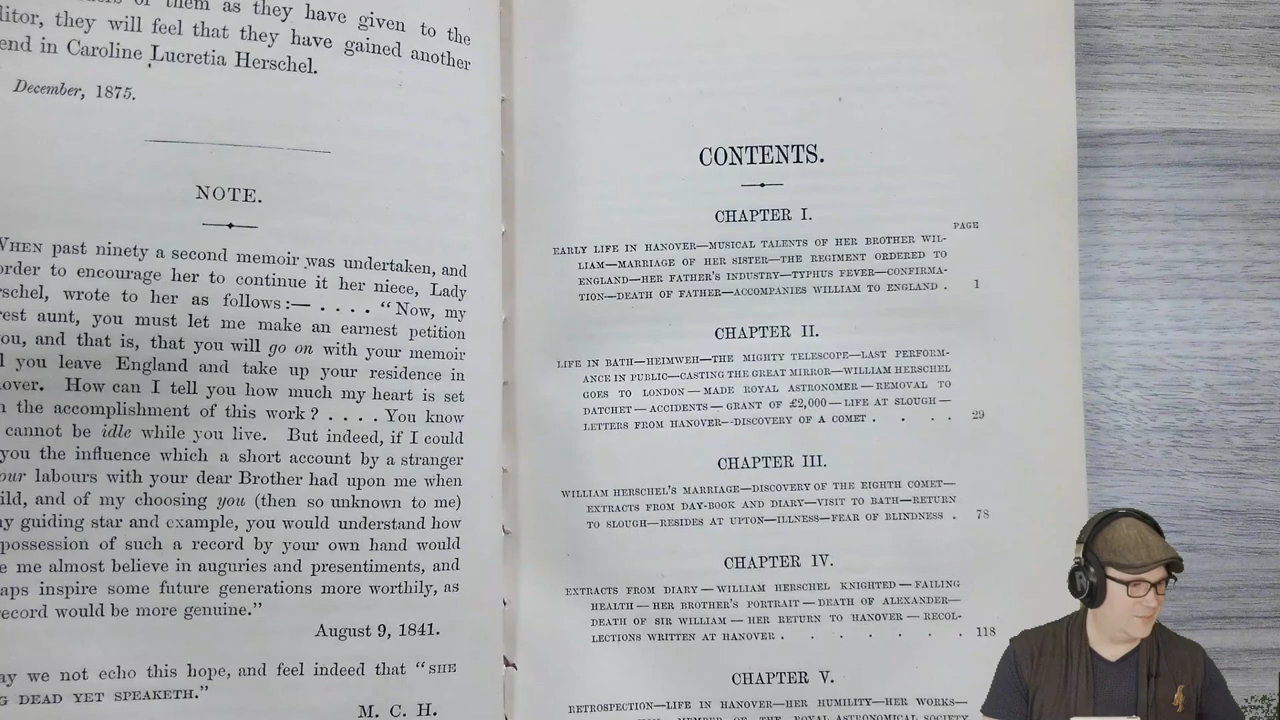 of them as they have given to the
litor, they will feel that they have gained another
end in Caroline Lucretia Herschel.
December, 1875.
NOTE.
WHEN past ninety a second memoir was undertaken, and
order to encourage her to continue it her niece, Lady
rschel, wrote to her as follows:— . . . . “Now, my
rest aunt, you must let me make an earnest petition
ou, and that is, that you will go on with your memoir
l you leave England and take up your residence in
over. How can I tell you how much my heart is set
n the accomplishment of this work? . . . . You know
cannot be idle while you live. But indeed, if I could
you the influence which a short account by a stranger
our labours with your dear Brother had upon me when
ild, and of my choosing you (then so unknown to me)
y guiding star and example, you would understand how
possession of such a record by your own hand would
e me almost believe in auguries and presentiments, and
aps inspire some future generations more worthily, as
record would be more genuine.”
August 9, 1841.
ay we not echo this hope, and feel indeed that “SHE
G DEAD YET SPEAKETH.”
M. C. H.
CONTENTS.
CHAPTER I.
PAGE
EARLY LIFE IN HANOVER—MUSICAL TALENTS OF HER BROTHER WIL-
LIAM—MARRIAGE OF HER SISTER—THE REGIMENT ORDERED TO
ENGLAND—HER FATHER'S INDUSTRY—TYPHUS FEVER—CONFIRMA-
TION—DEATH OF FATHER—ACCOMPANIES WILLIAM TO ENGLAND . 1
CHAPTER II.
LIFE IN BATH—HEIMWEH—THE MIGHTY TELESCOPE—LAST PERFORM-
ANCE IN PUBLIC—CASTING THE GREAT MIRROR—WILLIAM HERSCHEL
GOES TO LONDON — MADE ROYAL ASTRONOMER — REMOVAL TO
DATCHET — ACCIDENTS — GRANT OF £2,000 — LIFE AT SLOUGH —
LETTERS FROM HANOVER—DISCOVERY OF A COMET . . . . 29
CHAPTER III.
WILLIAM HERSCHEL'S MARRIAGE—DISCOVERY OF THE EIGHTH COMET—
EXTRACTS FROM DAY-BOOK AND DIARY—VISIT TO BATH—RETURN
TO SLOUGH—RESIDES AT UPTON—ILLNESS—FEAR OF BLINDNESS . 78
CHAPTER IV.
EXTRACTS FROM DIARY — WILLIAM HERSCHEL KNIGHTED — FAILING
HEALTH — HER BROTHER'S PORTRAIT — DEATH OF ALEXANDER—
DEATH OF SIR WILLIAM — HER RETURN TO HANOVER — RECOL-
LECTIONS WRITTEN AT HANOVER . . . . . . . 118
CHAPTER V.
RETROSPECTION—LIFE IN HANOVER—HER HUMILITY—HER WORKS—
MEMBER OF THE ROYAL ASTRONOMICAL SOCIETY